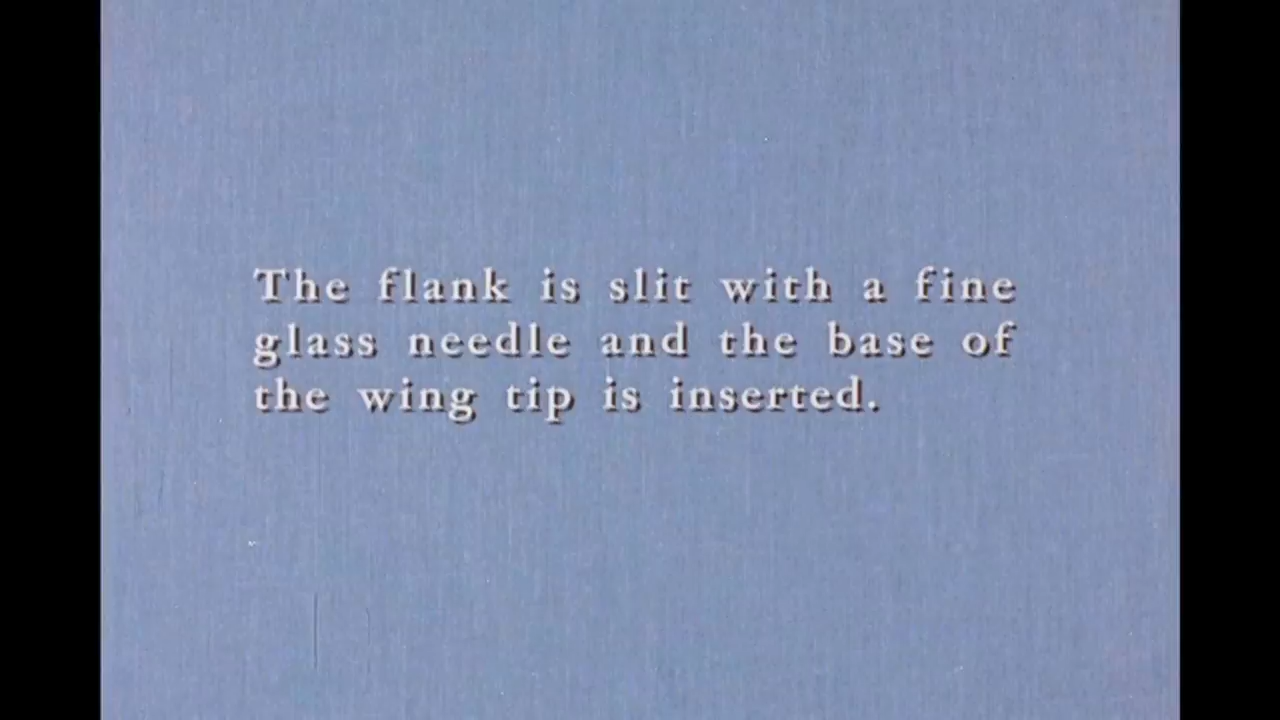 The flank is slit with a fine
glass needle and the base of
the wing tip is inserted.